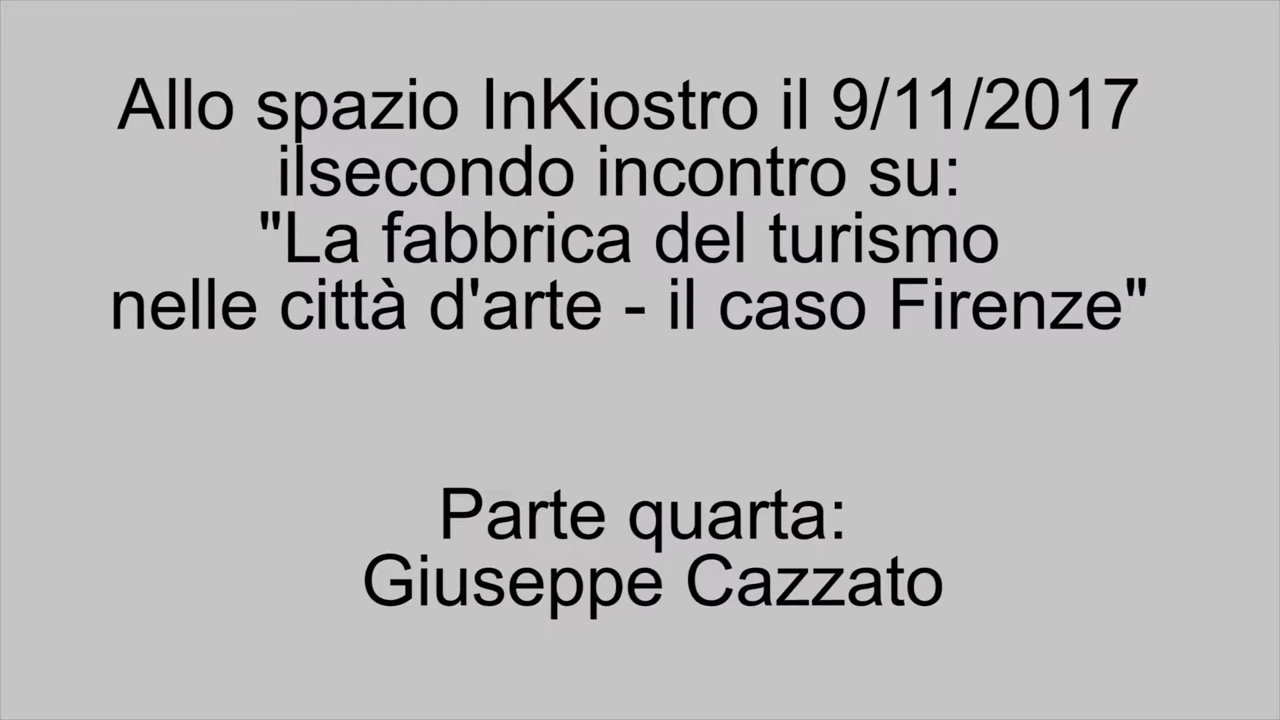 Allo spazio InKiostro il 9/11/2017
ilsecondo incontro su:
"La fabbrica del turismo
nelle città d'arte - il caso Firenze"
Parte quarta:
Giuseppe Cazzato